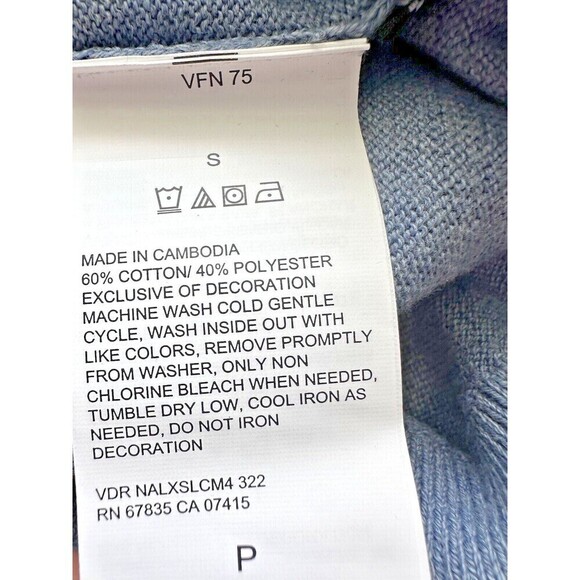 VFN 75
S
MADE IN CAMBODIA
60% COTTON/ 40% POLYESTER
EXCLUSIVE OF DECORATION
MACHINE WASH COLD GENTLE
CYCLE, WASH INSIDE OUT WITH
LIKE COLORS, REMOVE PROMPTLY
FROM WASHER, ONLY NON
CHLORINE BLEACH WHEN NEEDED,
TUMBLE DRY LOW, COOL IRON AS
NEEDED, DO NOT IRON
DECORATION
VDR NALXSLCM4 322
RN 67835 CA 07415
P